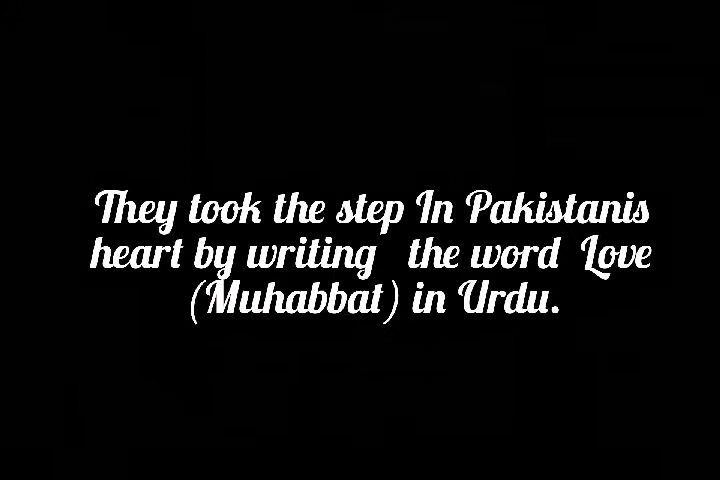 They took the step In Pakistanis
heart by writing the word Love
(Muhabbat) in Urdu.